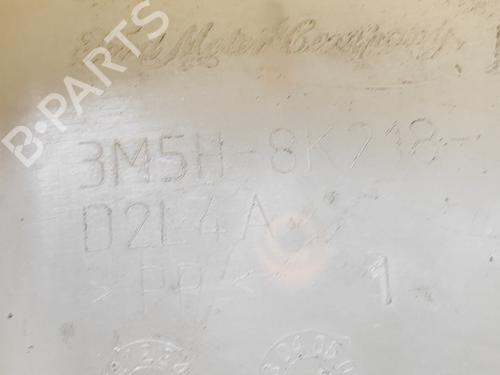 Ford Motor Company
B-PARTS
3M5H-8K218-
D2L4A
>PP<
1